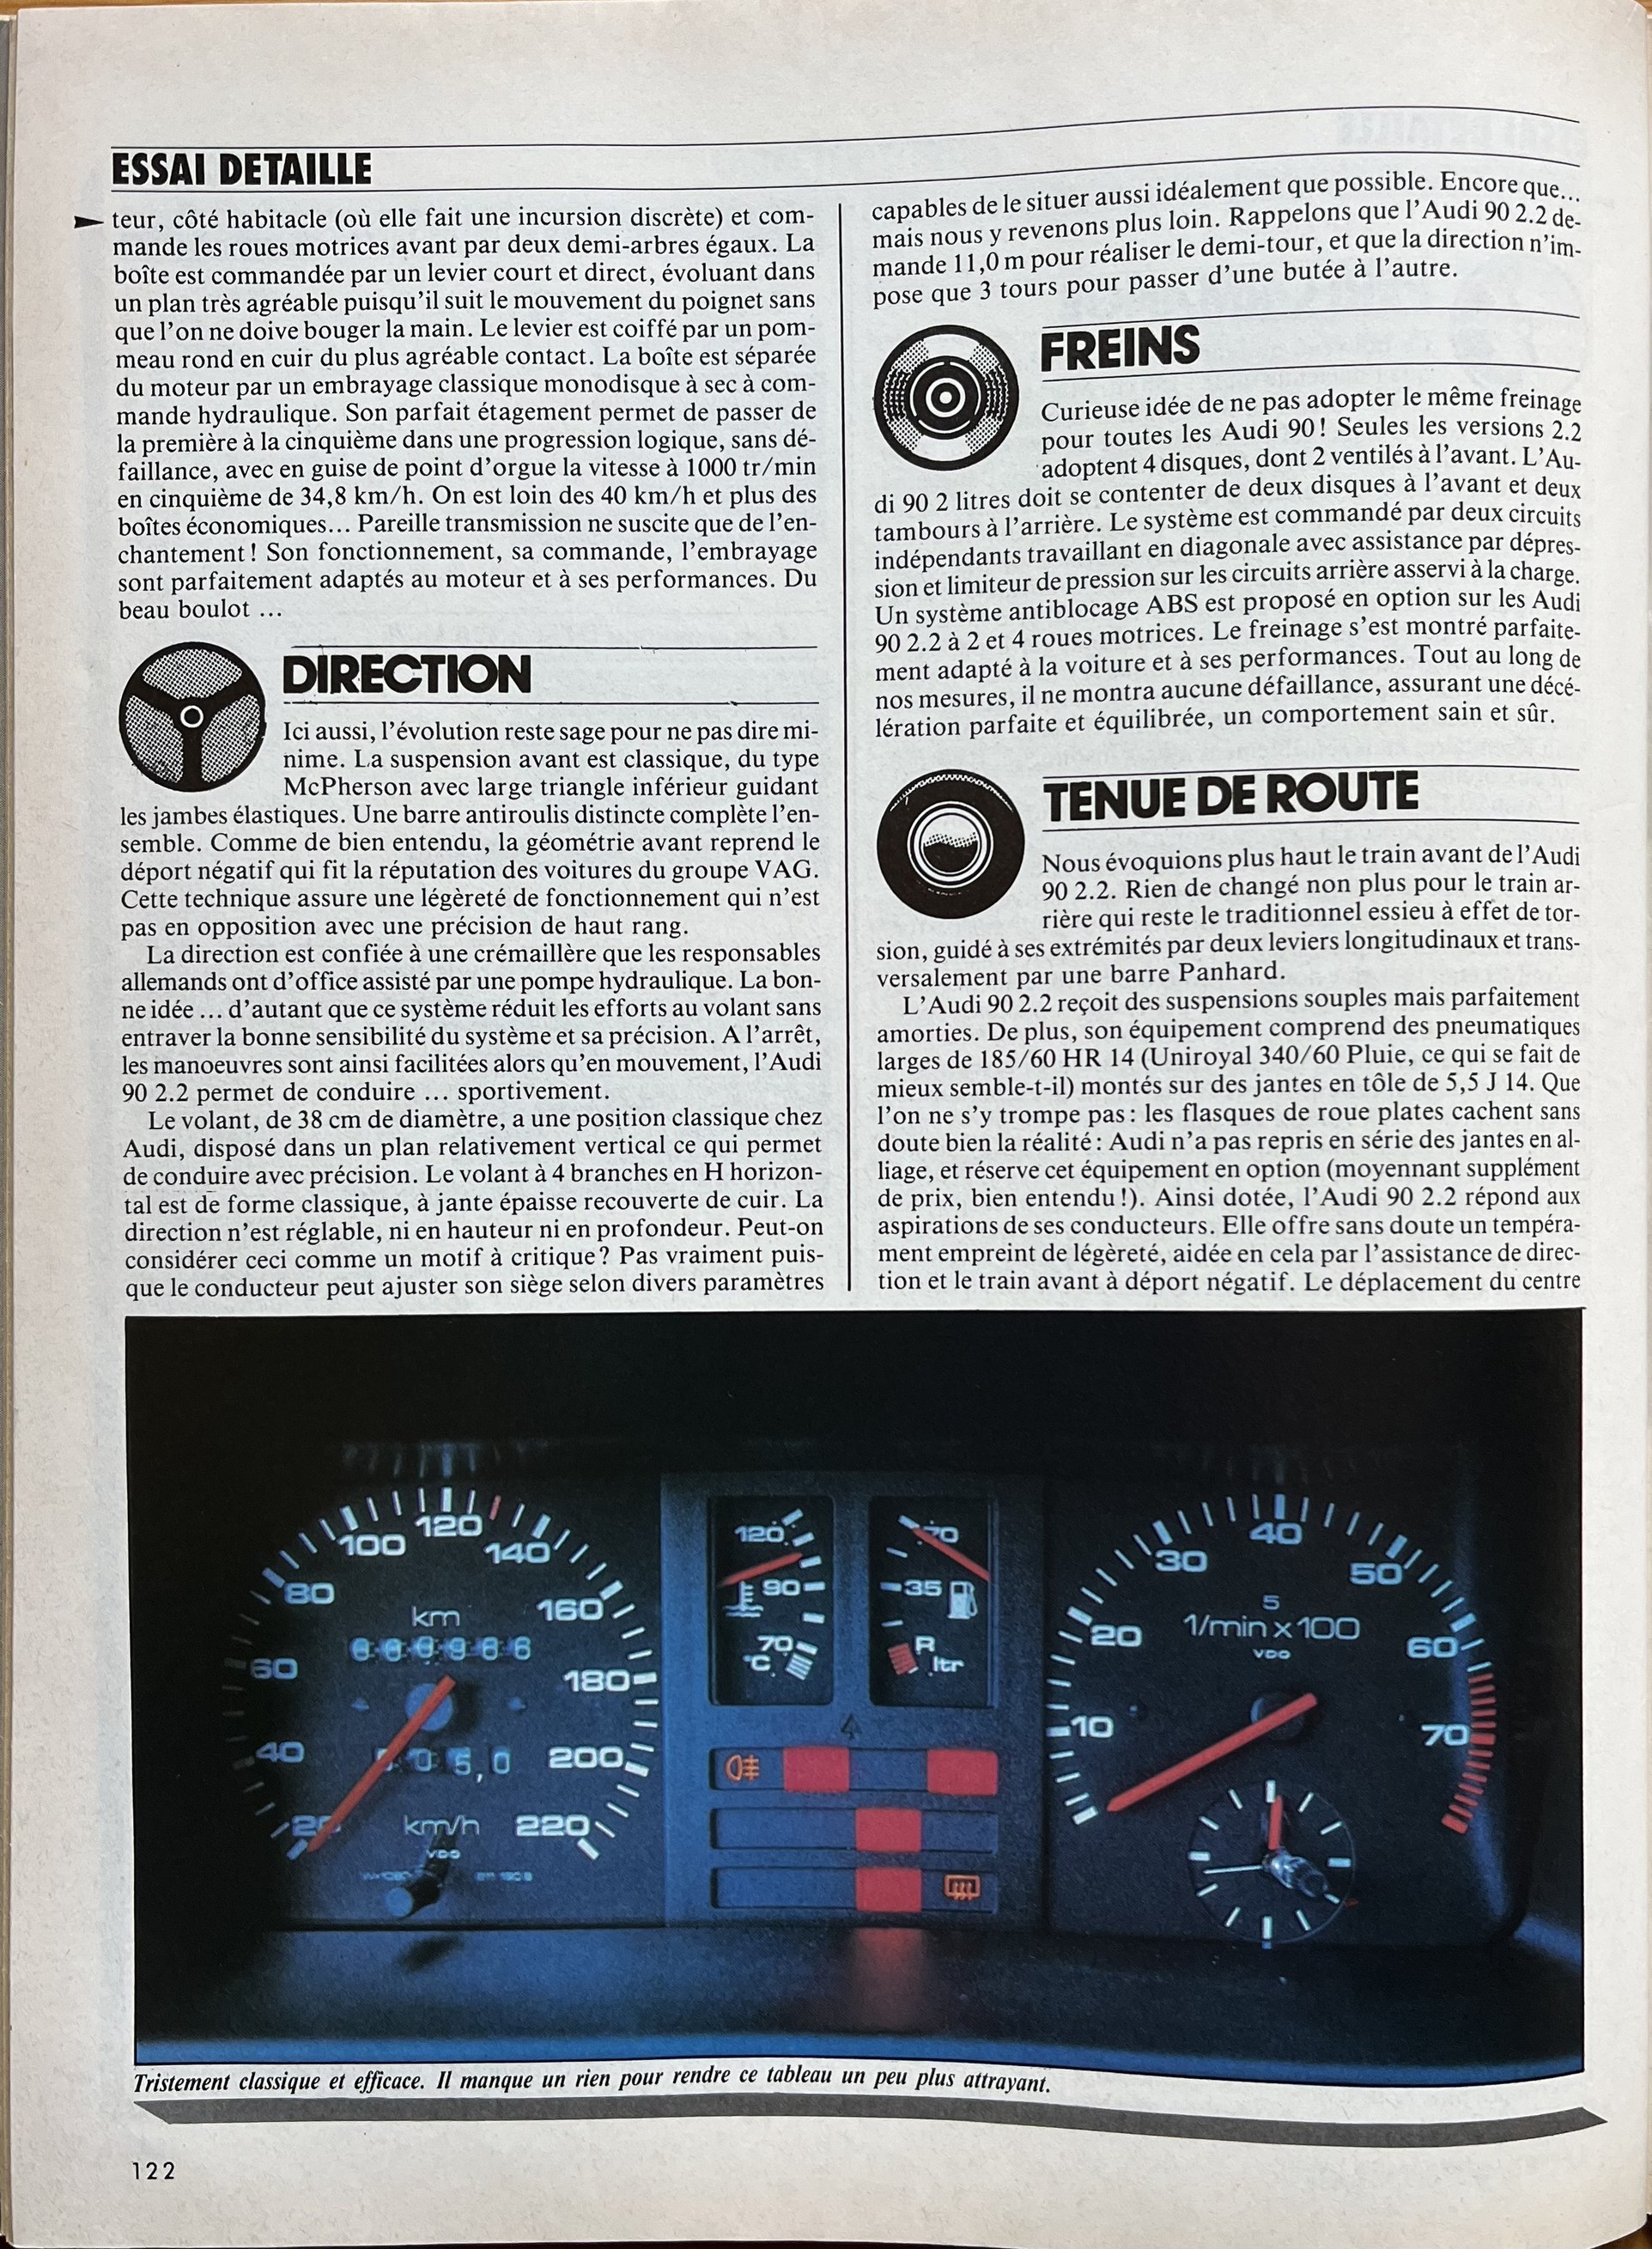 ESSAI DETAILLE
teur, côté habitacle (où elle fait une incursion discrète) et com-
mande les roues motrices avant par deux demi-arbres égaux. La
boîte est commandée par un levier court et direct, évoluant dans
un plan très agréable puisqu'il suit le mouvement du poignet sans
que l'on ne doive bouger la main. Le levier est coiffé par un pom-
meau rond en cuir du plus agréable contact. La boîte est séparée
du moteur par un embrayage classique monodisque à sec à com-
mande hydraulique. Son parfait étagement permet de passer de
la première à la cinquième dans une progression logique, sans dé-
faillance, avec en guise de point d'orgue la vitesse à 1000 tr/min
en cinquième de 34,8 km/h. On est loin des 40 km/h et plus des
boîtes économiques... Pareille transmission ne suscite que de l'en-
chantement! Son fonctionnement, sa commande, l'embrayage
sont parfaitement adaptés au moteur et à ses performances. Du
beau boulot ...
DIRECTION
Ici aussi, l'évolution reste sage pour ne pas dire mi-
nime. La suspension avant est classique, du type
McPherson avec large triangle inférieur guidant
les jambes élastiques. Une barre antiroulis distincte complète l'en-
semble. Comme de bien entendu, la géométrie avant reprend le
déport négatif qui fit la réputation des voitures du groupe VAG.
Cette technique assure une légèreté de fonctionnement qui n'est
pas en opposition avec une précision de haut rang.
La direction est confiée à une crémaillère que les responsables
allemands ont d'office assisté par une pompe hydraulique. La bon-
ne idée ... d'autant que ce système réduit les efforts au volant sans
entraver la bonne sensibilité du système et sa précision. A l'arrêt,
les manoeuvres sont ainsi facilitées alors qu'en mouvement, l'Audi
90 2.2 permet de conduire ... sportivement.
Le volant, de 38 cm de diamètre, a une position classique chez
Audi, disposé dans un plan relativement vertical ce qui permet
de conduire avec précision. Le volant à 4 branches en H horizon-
tal est de forme classique, à jante épaisse recouverte de cuir. La
direction n'est réglable, ni en hauteur ni en profondeur. Peut-on
considérer ceci comme un motif à critique? Pas vraiment puis-
que le conducteur peut ajuster son siège selon divers paramètres
capables de le situer aussi idéalement que possible. Encore que...
mais nous y revenons plus loin. Rappelons que l'Audi 90 2.2 de-
mande 11,0 m pour réaliser le demi-tour, et que la direction n'im-
pose que 3 tours pour passer d'une butée à l'autre.
FREINS
Curieuse idée de ne pas adopter le même freinage
pour toutes les Audi 90! Seules les versions 2.2
adoptent 4 disques, dont 2 ventilés à l'avant. L'Au-
di 90 2 litres doit se contenter de deux disques à l'avant et deux
tambours à l'arrière. Le système est commandé par deux circuits
indépendants travaillant en diagonale avec assistance par dépres-
sion et limiteur de pression sur les circuits arrière asservi à la charge.
Un système antiblocage ABS est proposé en option sur les Audi
90 2.2 à 2 et 4 roues motrices. Le freinage s'est montré parfaite-
ment adapté à la voiture et à ses performances. Tout au long de
nos mesures, il ne montra aucune défaillance, assurant une décé-
lération parfaite et équilibrée, un comportement sain et sûr.
TENUE DE ROUTE
Nous évoquions plus haut le train avant de l'Audi
90 2.2. Rien de changé non plus pour le train ar-
rière qui reste le traditionnel essieu à effet de tor-
sion, guidé à ses extrémités par deux leviers longitudinaux et trans-
versalement par une barre Panhard.
L'Audi 90 2.2 reçoit des suspensions souples mais parfaitement
amorties. De plus, son équipement comprend des pneumatiques
larges de 185/60 HR 14 (Uniroyal 340/60 Pluie, ce qui se fait de
mieux semble-t-il) montés sur des jantes en tôle de 5,5 J 14. Que
l'on ne s'y trompe pas: les flasques de roue plates cachent sans
doute bien la réalité: Audi n'a pas repris en série des jantes en al-
liage, et réserve cet équipement en option (moyennant supplément
de prix, bien entendu!). Ainsi dotée, l'Audi 90 2.2 répond aux
aspirations de ses conducteurs. Elle offre sans doute un tempéra-
ment empreint de légèreté, aidée en cela par l'assistance de direc-
tion et le train avant à déport négatif. Le déplacement du centre
20
40
60
80
100
120
140
160
180
200
220
km
5,0
km/h
VDO
120
90
70
°C
70
35
R
ltr
10
20
30
40
50
60
70
5
1/min x 100
VDO
Tristement classique et efficace. Il manque un rien pour rendre ce tableau un peu plus attrayant.
122